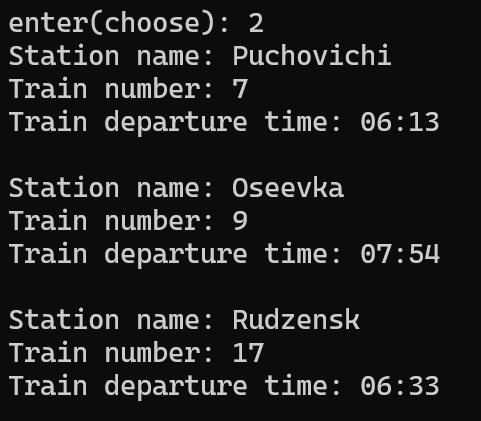 enter(choose): 2
Station name: Puchovichi
Train number: 7
Train departure time: 06:13
Station name: Oseevka
Train number: 9
Train departure time: 07:54
Station name: Rudzensk
Train number: 17
Train departure time: 06:33